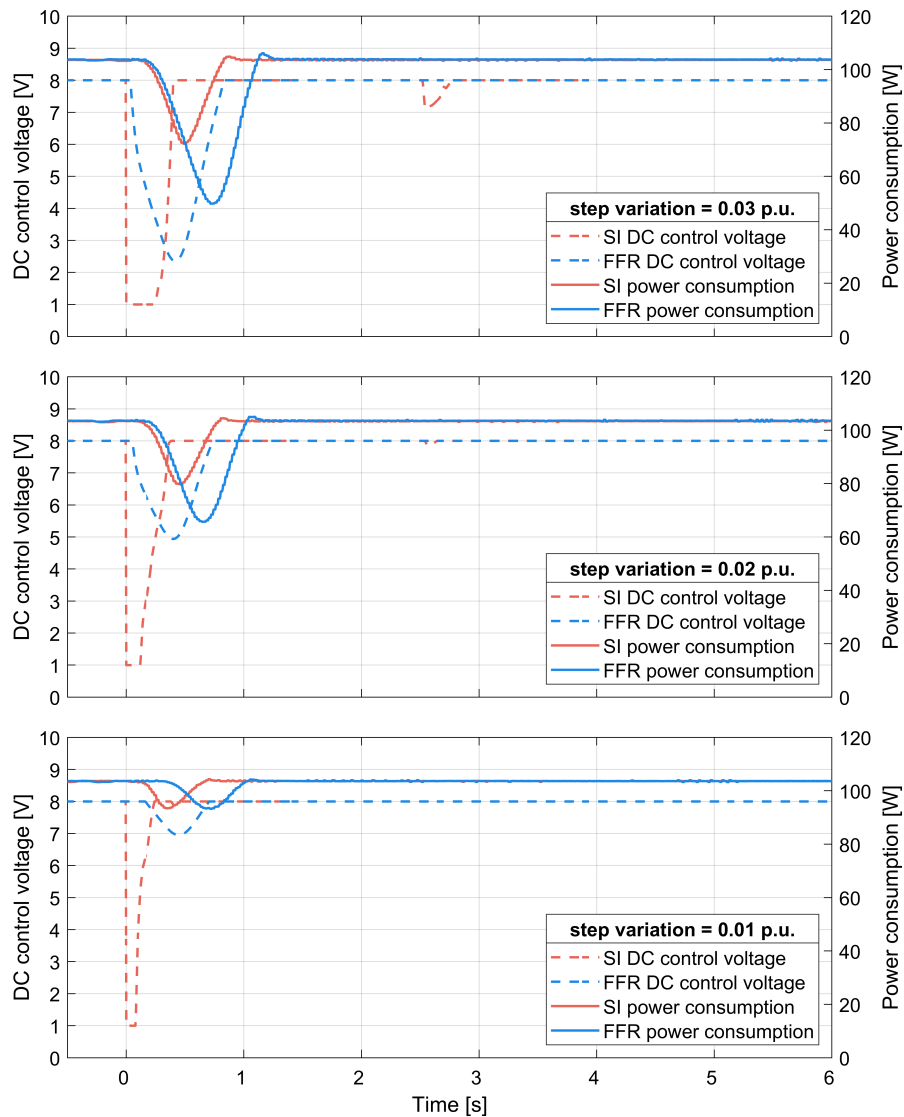 10
9
8
7
6
5
4
3
2
1
0
DC control voltage [V]
120
100
80
60
40
20
0
Power consumption [W]
step variation = 0.03 p.u.
SI DC control voltage
FFR DC control voltage
SI power consumption
FFR power consumption
10
9
8
7
6
5
4
3
2
1
0
DC control voltage [V]
120
100
80
60
40
20
0
Power consumption [W]
step variation = 0.02 p.u.
SI DC control voltage
FFR DC control voltage
SI power consumption
FFR power consumption
10
9
8
7
6
5
4
3
2
1
0
DC control voltage [V]
120
100
80
60
40
20
0
Power consumption [W]
step variation = 0.01 p.u.
SI DC control voltage
FFR DC control voltage
SI power consumption
FFR power consumption
0 1 2 3 4 5 6
Time [s]